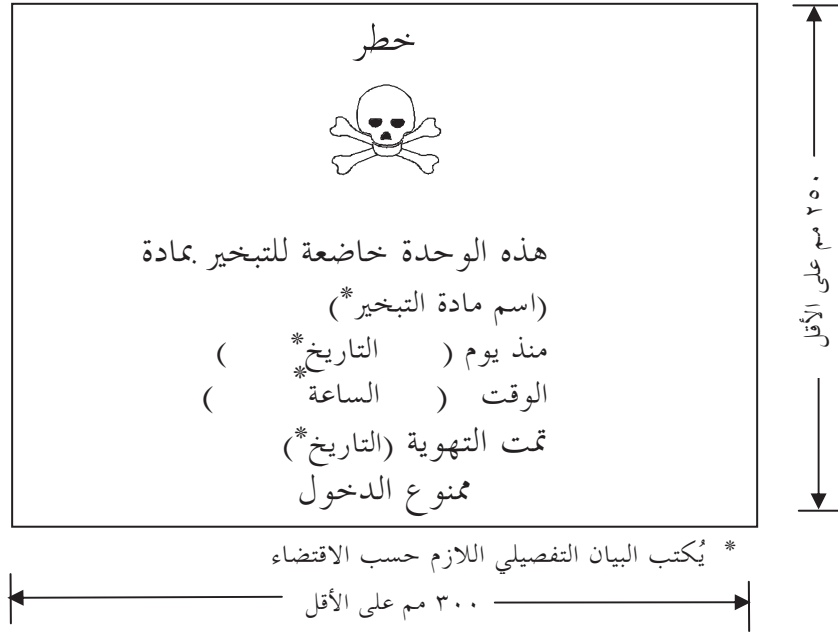 خطر
هذه الوحدة خاضعة للتبخير بمادة
(اسم مادة التبخير*)
منذ يوم ( التاريخ* )
الوقت ( الساعة* )
تمت التهوية (التاريخ*)
ممنوع الدخول
* يُكتب البيان التفصيلي اللازم حسب الاقتضاء
٣٠٠ مم على الأقل
٢٥٠ مم على الأقل